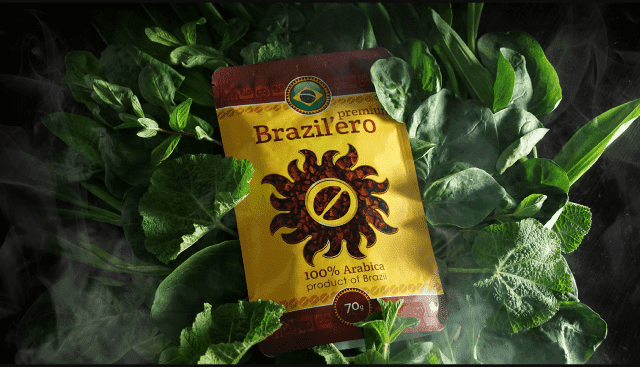 premium
Brazil'ero
100% Arabica
product of Brazil
70g